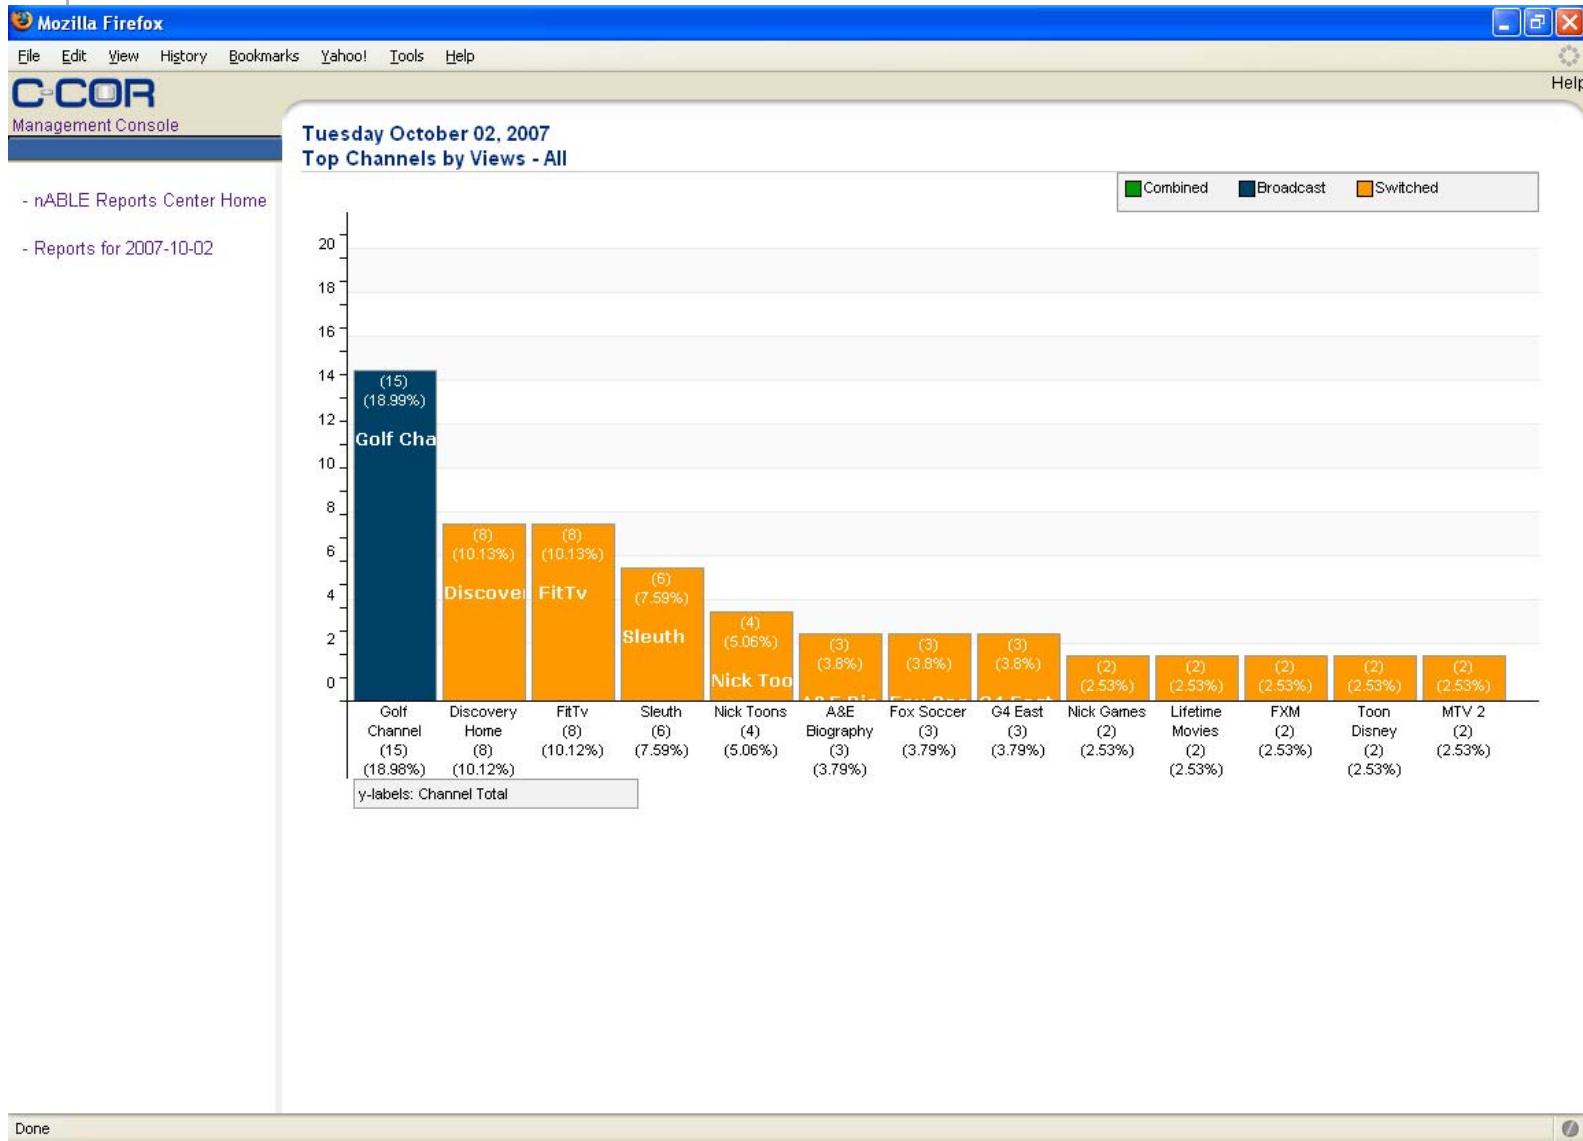 Mozilla Firefox
File Edit View History Bookmarks Yahoo! Tools Help
C-COR
Help
Management Console
Tuesday October 02, 2007
Top Channels by Views - All
- nABLE Reports Center Home
- Reports for 2007-10-02
Combined Broadcast Switched
20
18
16
14
12
10
8
6
4
2
0
(15)
(18.99%)
Golf Cha
(8)
(10.13%)
Discover
(8)
(10.13%)
FitTv
(6)
(7.59%)
Sleuth
(4)
(5.06%)
Nick Too
(3)
(3.8%)
(3)
(3.8%)
(3)
(3.8%)
G4 East
(2)
(2.53%)
(2)
(2.53%)
(2)
(2.53%)
(2)
(2.53%)
(2)
(2.53%)
Golf
Channel
(15)
(18.98%)
Discovery
Home
(8)
(10.12%)
FitTv
(8)
(10.12%)
Sleuth
(6)
(7.59%)
Nick Toons
(4)
(5.06%)
A&E
Biography
(3)
(3.79%)
Fox Soccer
(3)
(3.79%)
G4 East
(3)
(3.79%)
Nick Games
(2)
(2.53%)
Lifetime
Movies
(2)
(2.53%)
FXM
(2)
(2.53%)
Toon
Disney
(2)
(2.53%)
MTV 2
(2)
(2.53%)
y-labels: Channel Total
Done